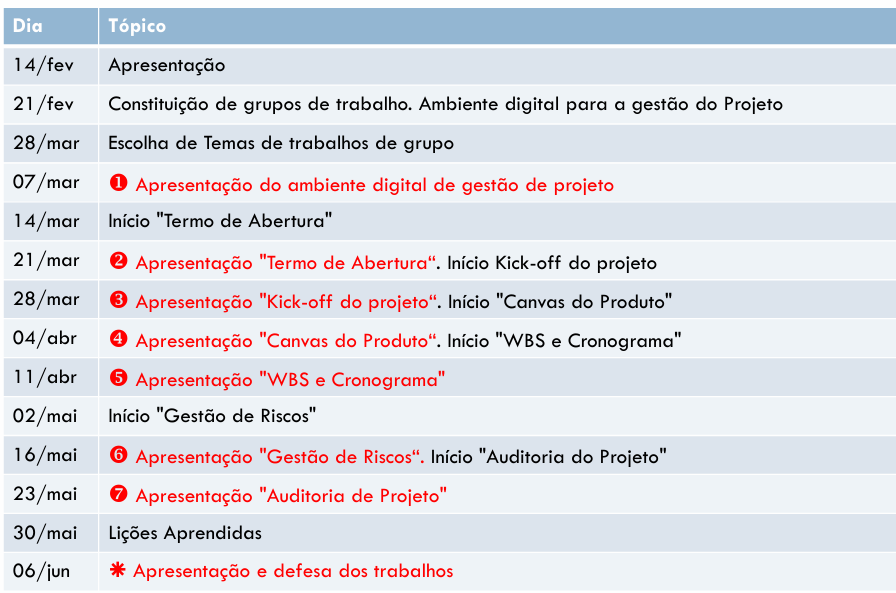 Dia Tópico
14/fev Apresentação
21/fev Constituição de grupos de trabalho. Ambiente digital para a gestão do Projeto
28/mar Escolha de Temas de trabalhos de grupo
07/mar ❶ Apresentação do ambiente digital de gestão de projeto
14/mar Início "Termo de Abertura"
21/mar ❷ Apresentação "Termo de Abertura“. Início Kick-off do projeto
28/mar ❸ Apresentação "Kick-off do projeto“. Início "Canvas do Produto"
04/abr ❹ Apresentação "Canvas do Produto“. Início "WBS e Cronograma"
11/abr ❺ Apresentação "WBS e Cronograma"
02/mai Início "Gestão de Riscos"
16/mai ❻ Apresentação "Gestão de Riscos“. Início "Auditoria do Projeto"
23/mai ❼ Apresentação "Auditoria de Projeto"
30/mai Lições Aprendidas
06/jun ✱ Apresentação e defesa dos trabalhos